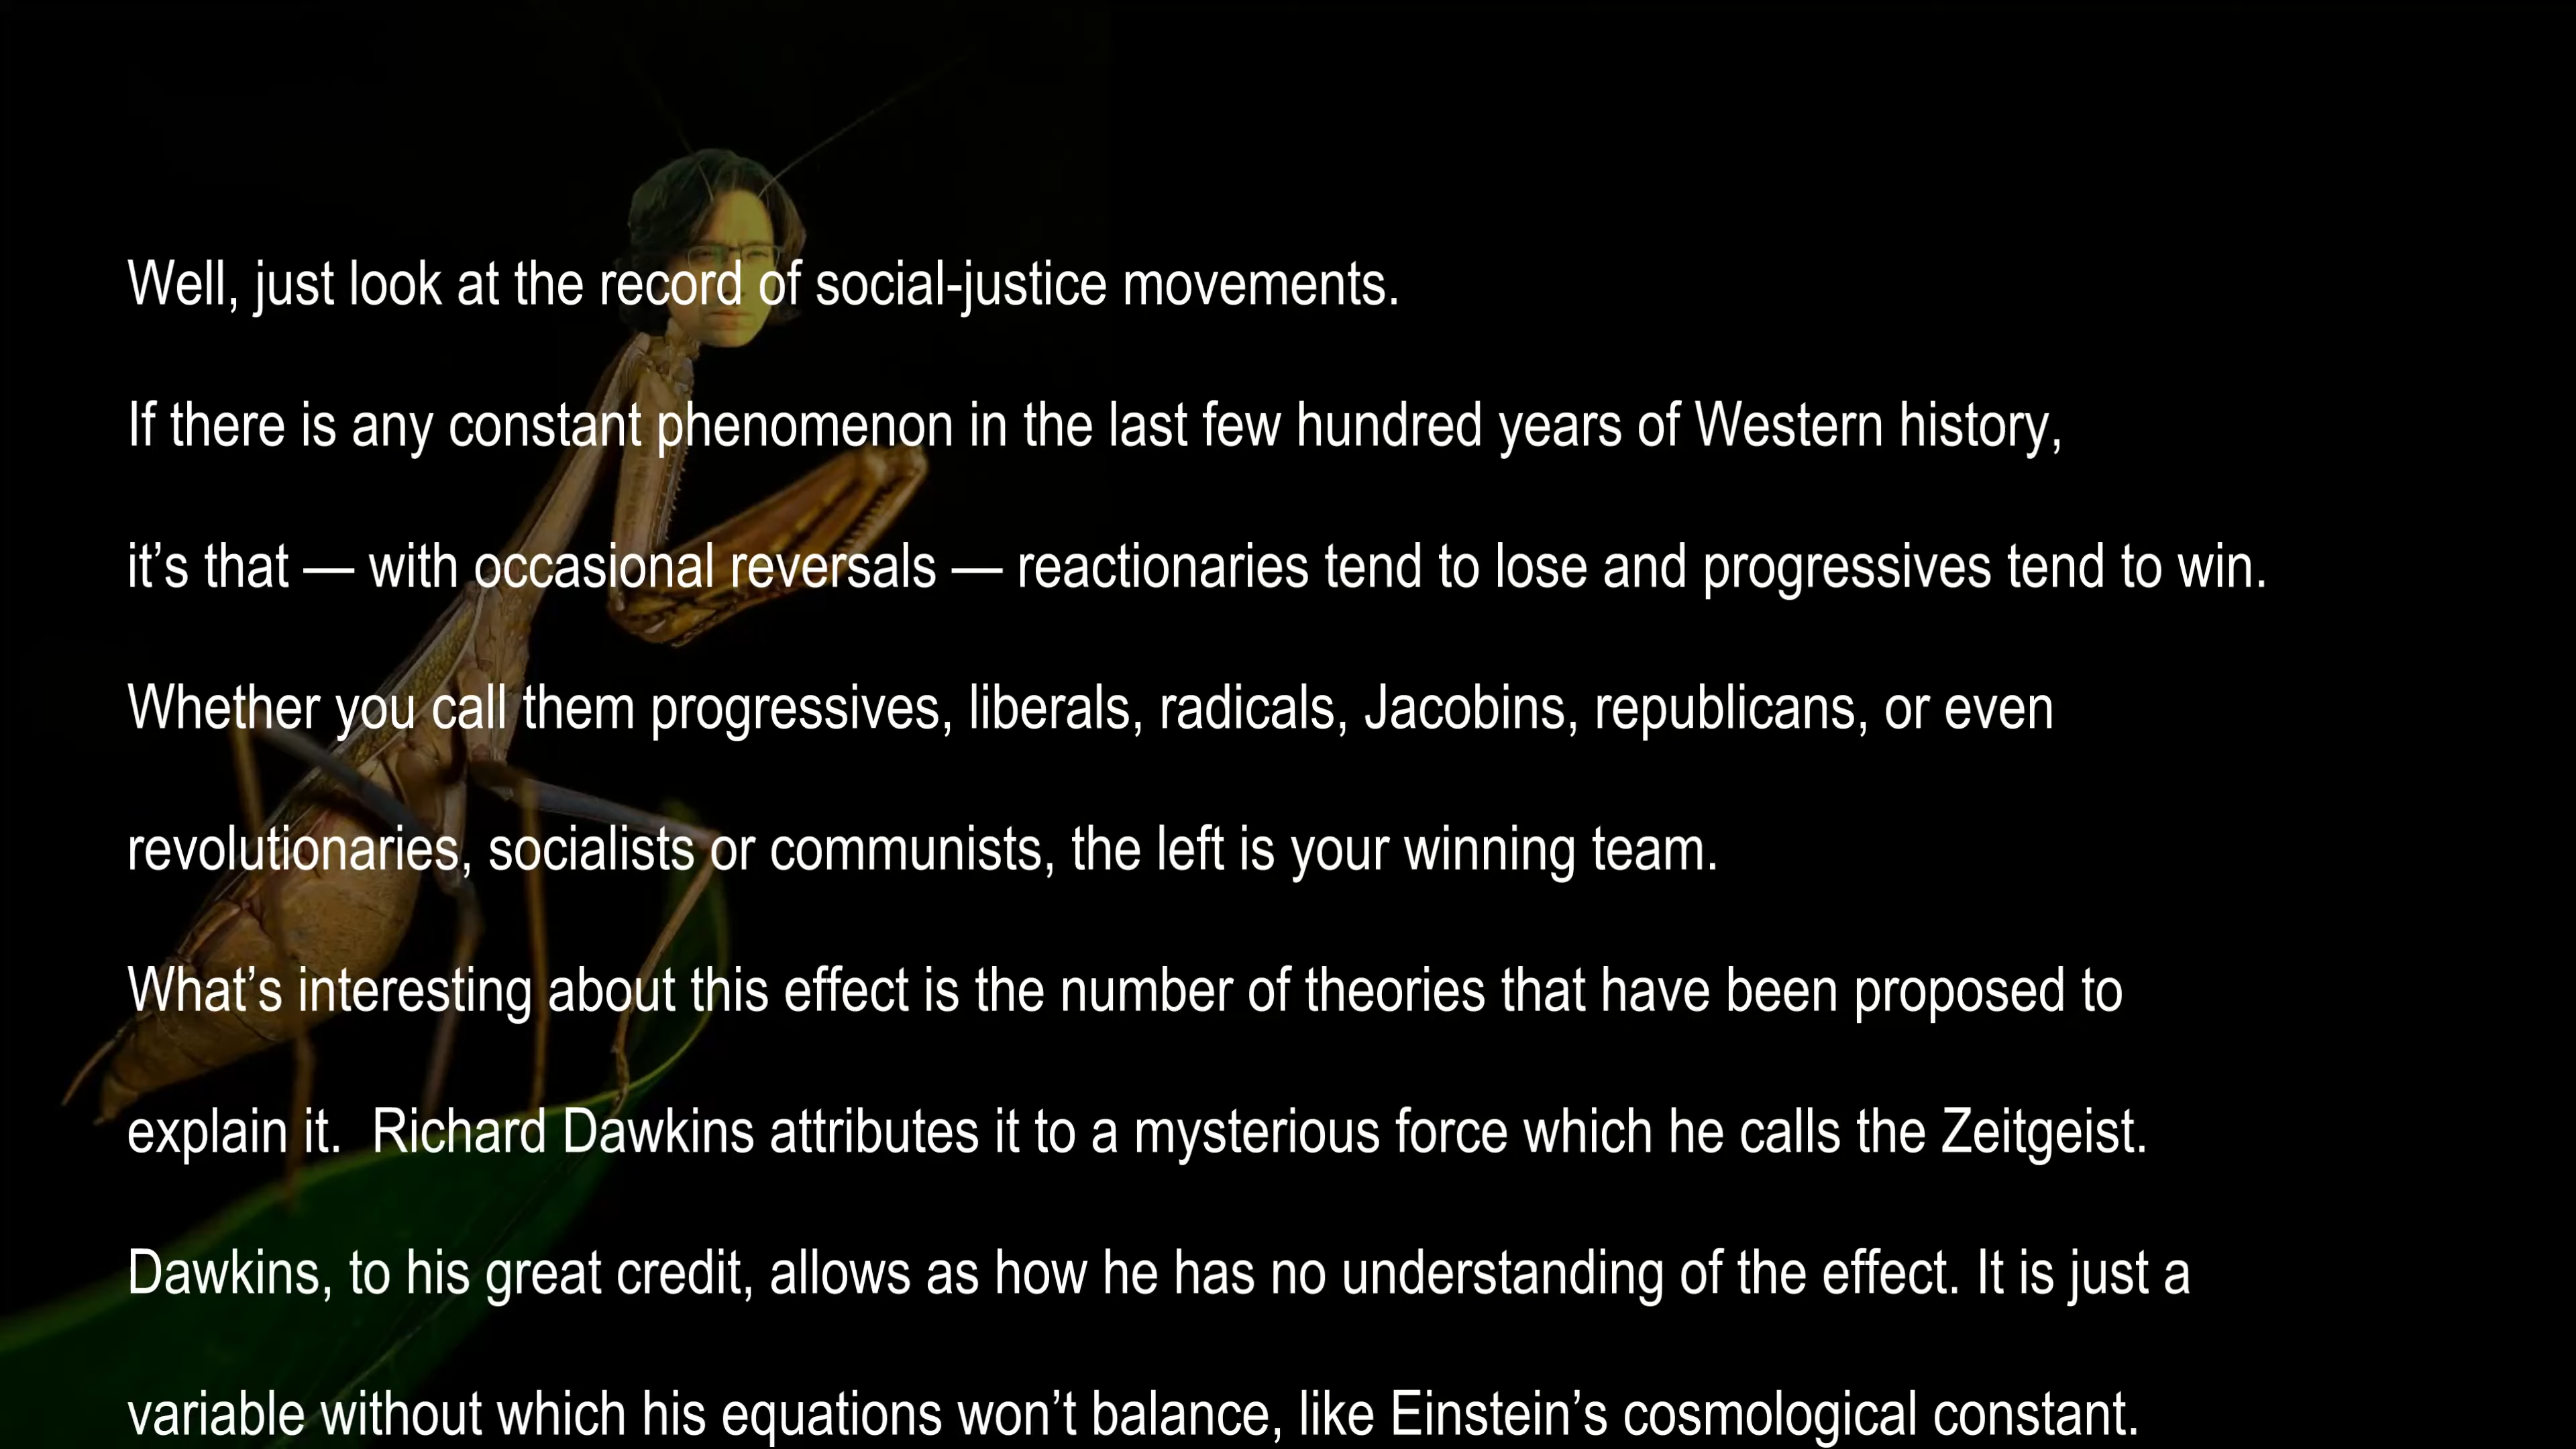 Well, just look at the record of social-justice movements.
If there is any constant phenomenon in the last few hundred years of Western history,
it’s that — with occasional reversals — reactionaries tend to lose and progressives tend to win.
Whether you call them progressives, liberals, radicals, Jacobins, republicans, or even
revolutionaries, socialists or communists, the left is your winning team.
What’s interesting about this effect is the number of theories that have been proposed to
explain it.  Richard Dawkins attributes it to a mysterious force which he calls the Zeitgeist.
Dawkins, to his great credit, allows as how he has no understanding of the effect. It is just a
variable without which his equations won’t balance, like Einstein’s cosmological constant.